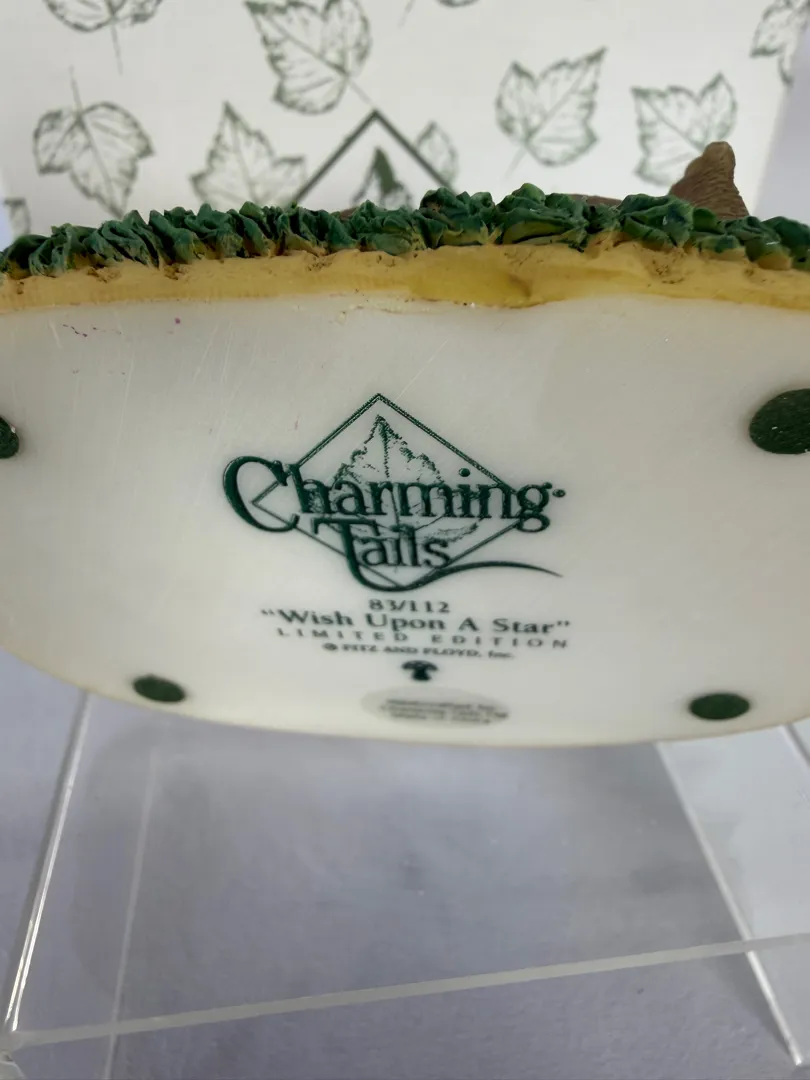 Charming
Tails
83/112
"Wish Upon A Star"
LIMITED EDITION
© FITZ AND FLOYD, Inc.